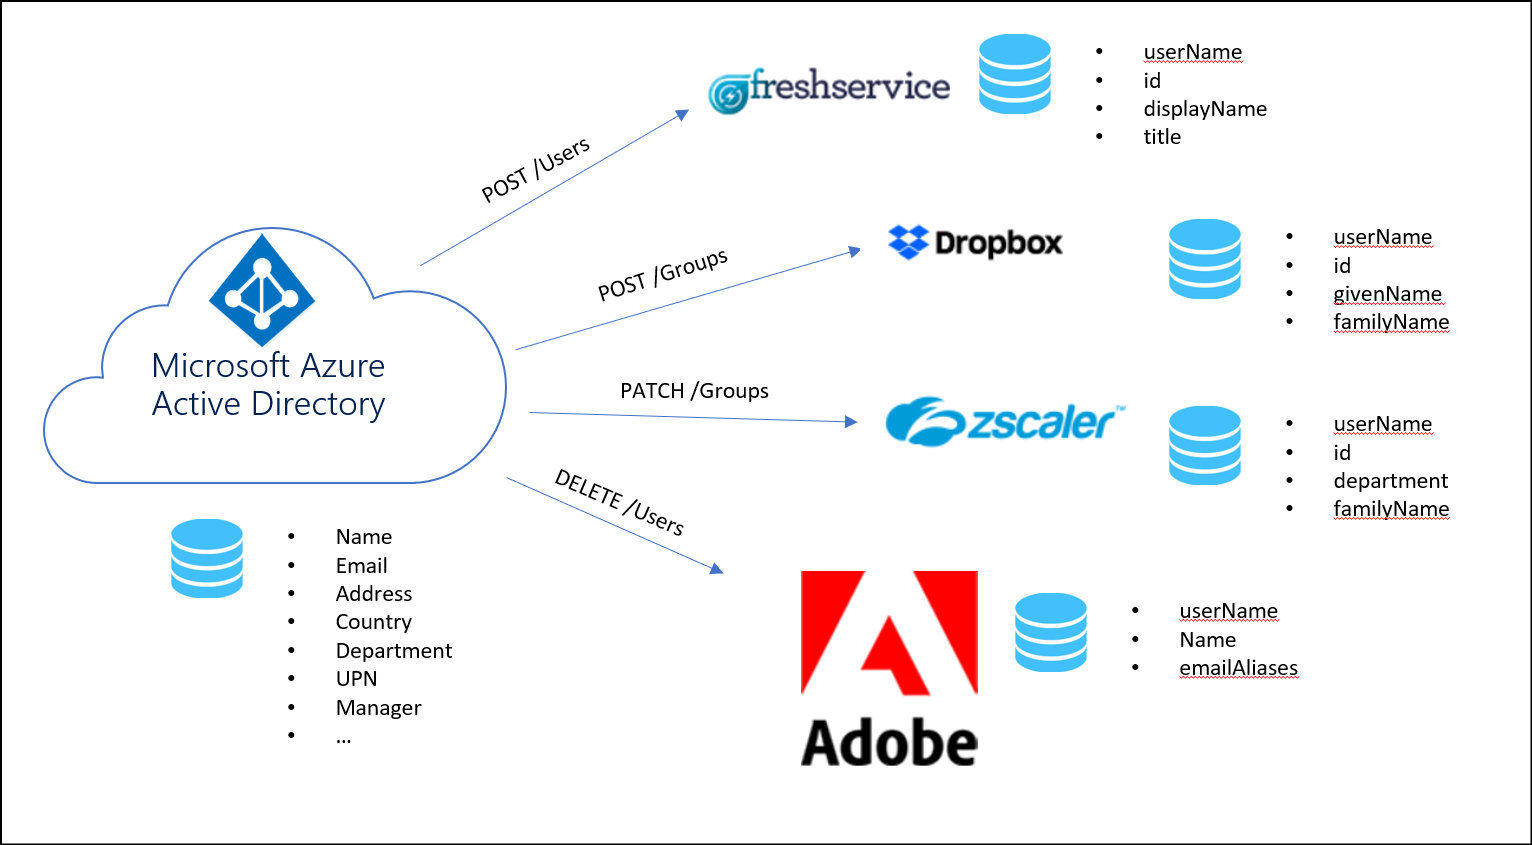 freshservice
• userName
• id
• displayName
• title
POST /Users
Dropbox
• userName
• id
• givenName
• familyName
POST /Groups
Microsoft Azure
Active Directory
PATCH /Groups
zscaler™
• userName
• id
• department
• familyName
DELETE /Users
• Name
• Email
• Address
• Country
• Department
• UPN
• Manager
• ...
Adobe
• userName
• Name
• emailAliases